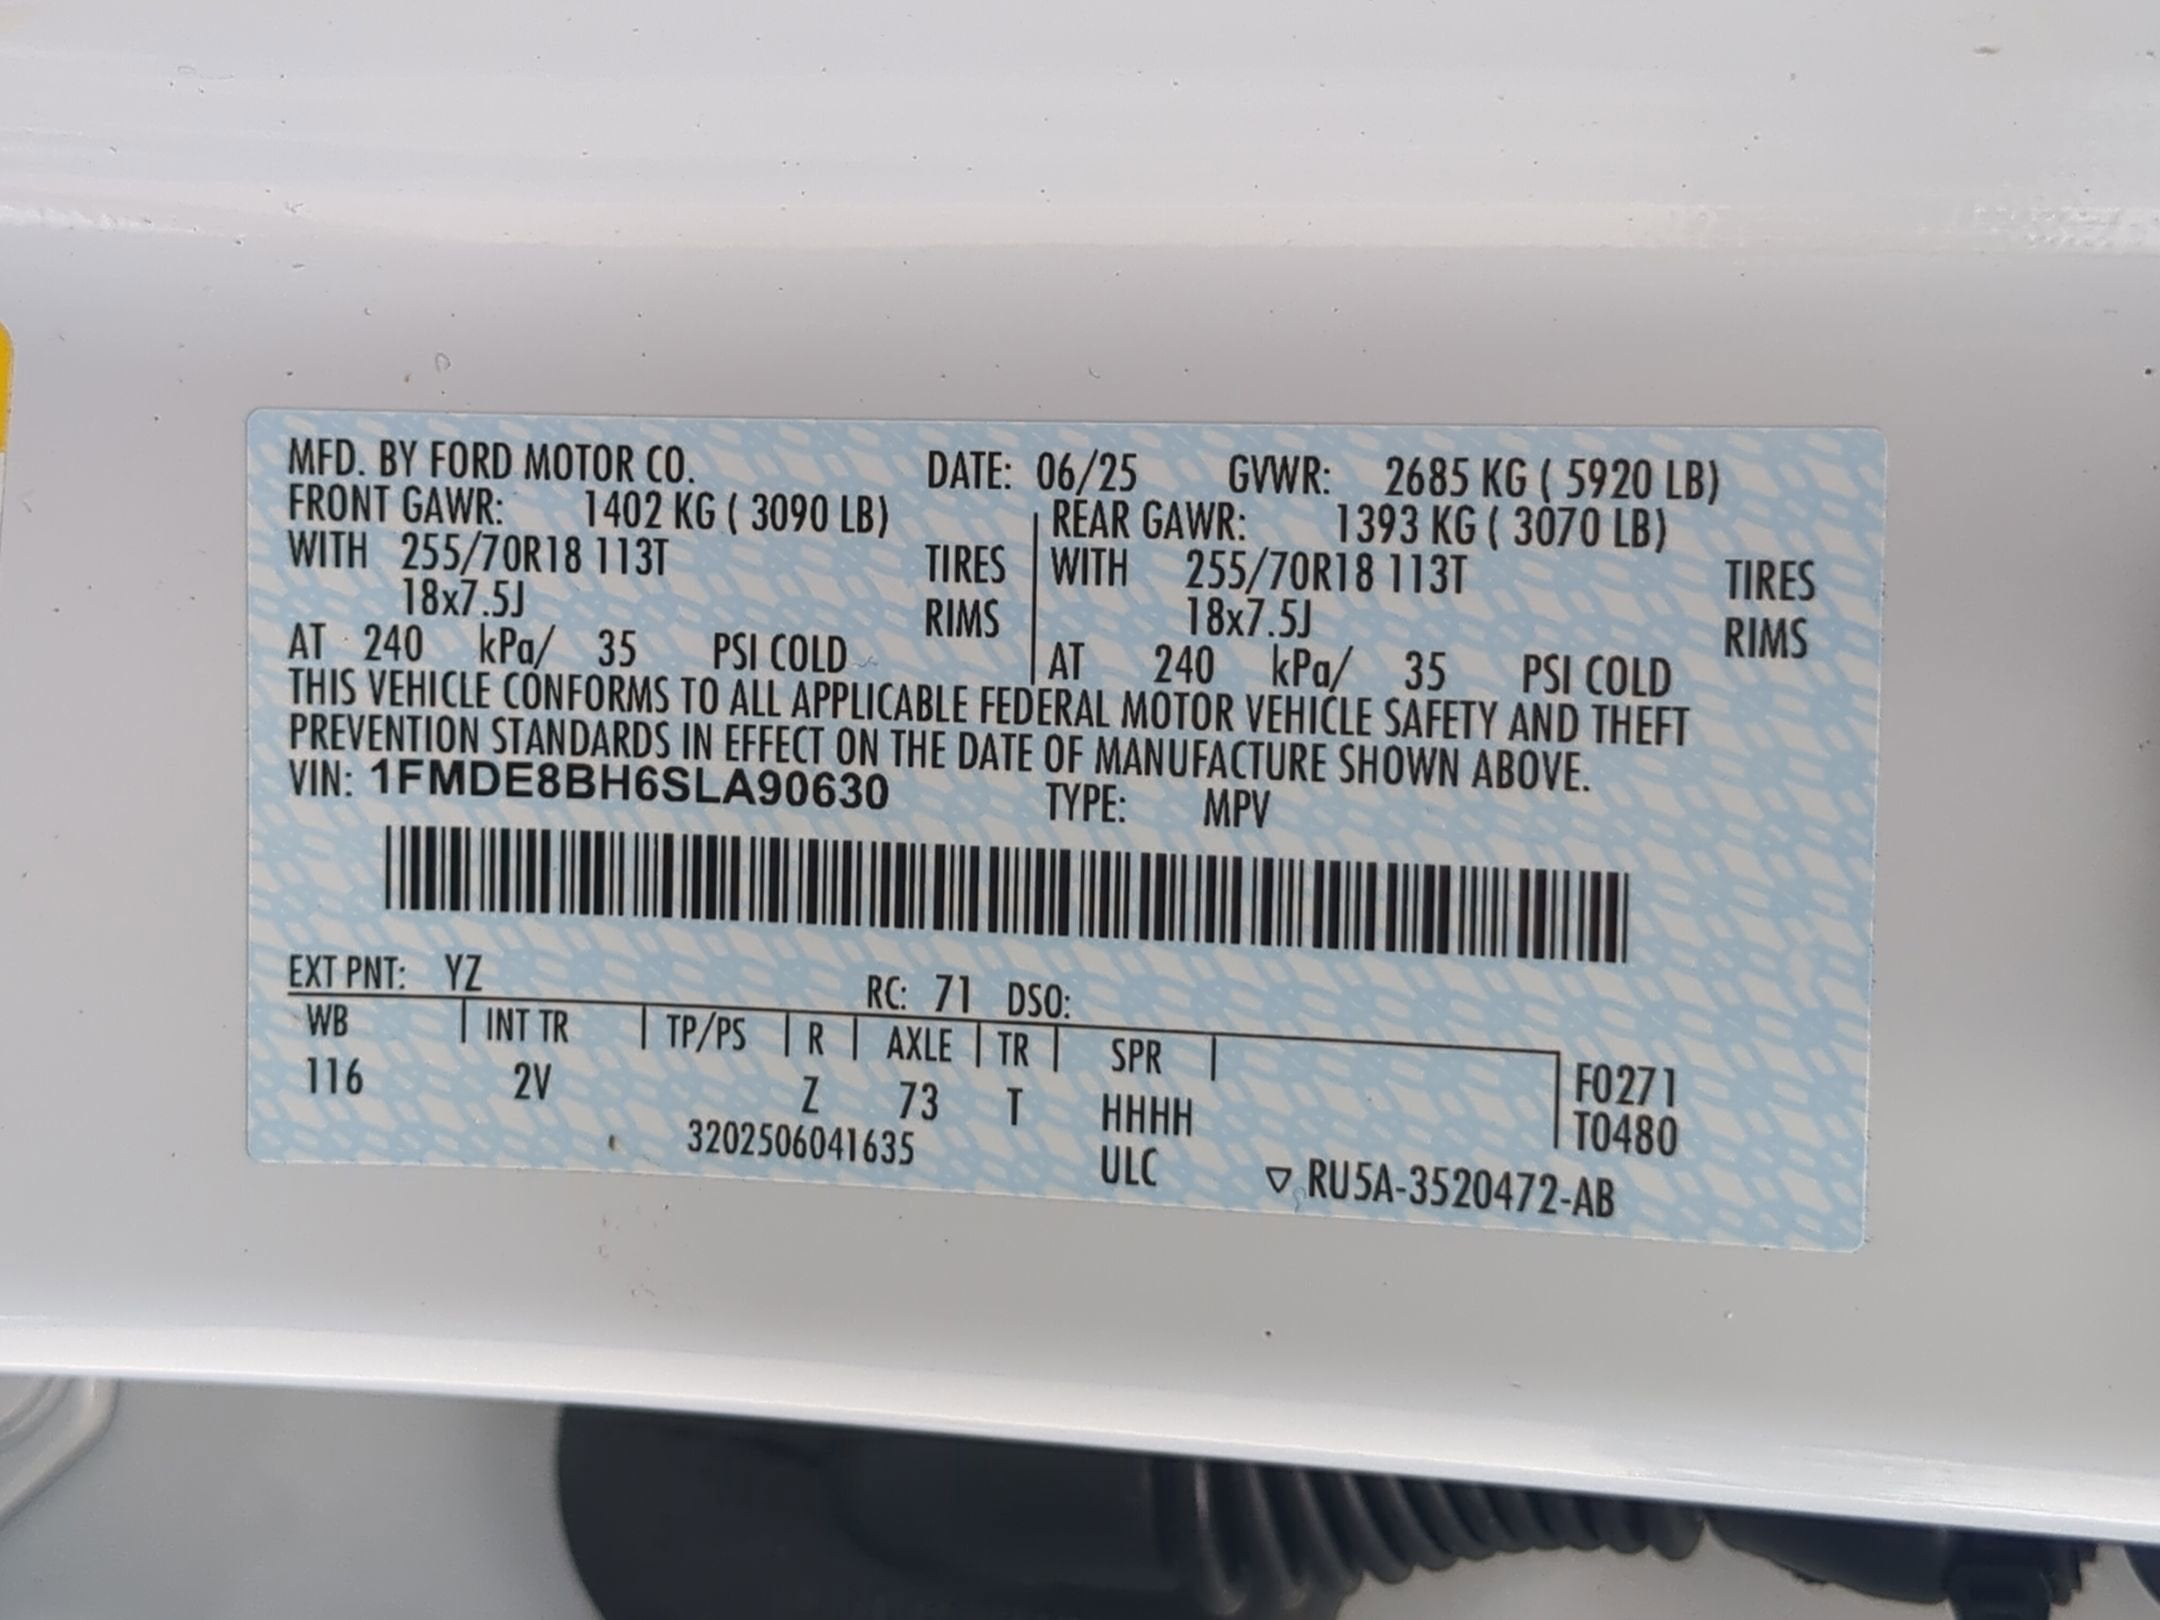 MFD. BY FORD MOTOR CO. DATE: 06/25 GVWR: 2685 KG ( 5920 LB)
FRONT GAWR: 1402 KG ( 3090 LB) REAR GAWR: 1393 KG ( 3070 LB)
WITH 255/70R18 113T TIRES WITH 255/70R18 113T TIRES
18x7.5J RIMS 18x7.5J RIMS
AT 240 kPa/ 35 PSI COLD AT 240 kPa/ 35 PSI COLD
THIS VEHICLE CONFORMS TO ALL APPLICABLE FEDERAL MOTOR VEHICLE SAFETY AND THEFT
PREVENTION STANDARDS IN EFFECT ON THE DATE OF MANUFACTURE SHOWN ABOVE.
VIN: 1FMDE8BH6SLA90630 TYPE: MPV
EXT PNT: YZ RC: 71 DSO:
WB INT TR TP/PS R AXLE TR SPR
116 2V Z 73 T HHHH F0271
T0480
3202506041635 ULC ▽ RU5A-3520472-AB